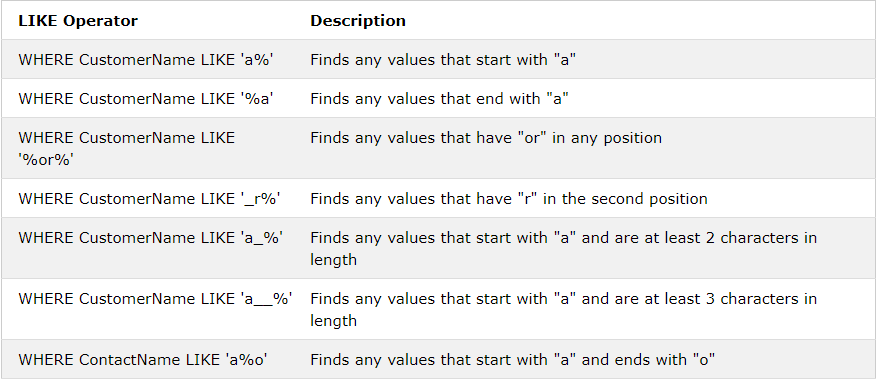 LIKE Operator Description
WHERE CustomerName LIKE 'a%' Finds any values that start with "a"
WHERE CustomerName LIKE '%a' Finds any values that end with "a"
WHERE CustomerName LIKE Finds any values that have "or" in any position
'%or%'
WHERE CustomerName LIKE '_r%' Finds any values that have "r" in the second position
WHERE CustomerName LIKE 'a_%' Finds any values that start with "a" and are at least 2 characters in
length
WHERE CustomerName LIKE 'a__%' Finds any values that start with "a" and are at least 3 characters in
length
WHERE ContactName LIKE 'a%o' Finds any values that start with "a" and ends with "o"